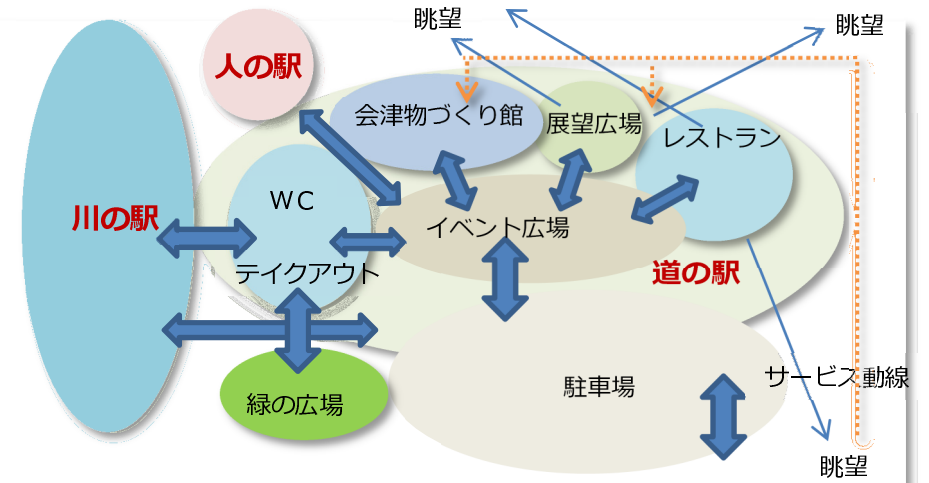 眺望
眺望
人の駅
会津物づくり館
展望広場
レストラン
WC
川の駅
イベント広場
テイクアウト
道の駅
サービス動線
駐車場
緑の広場
眺望